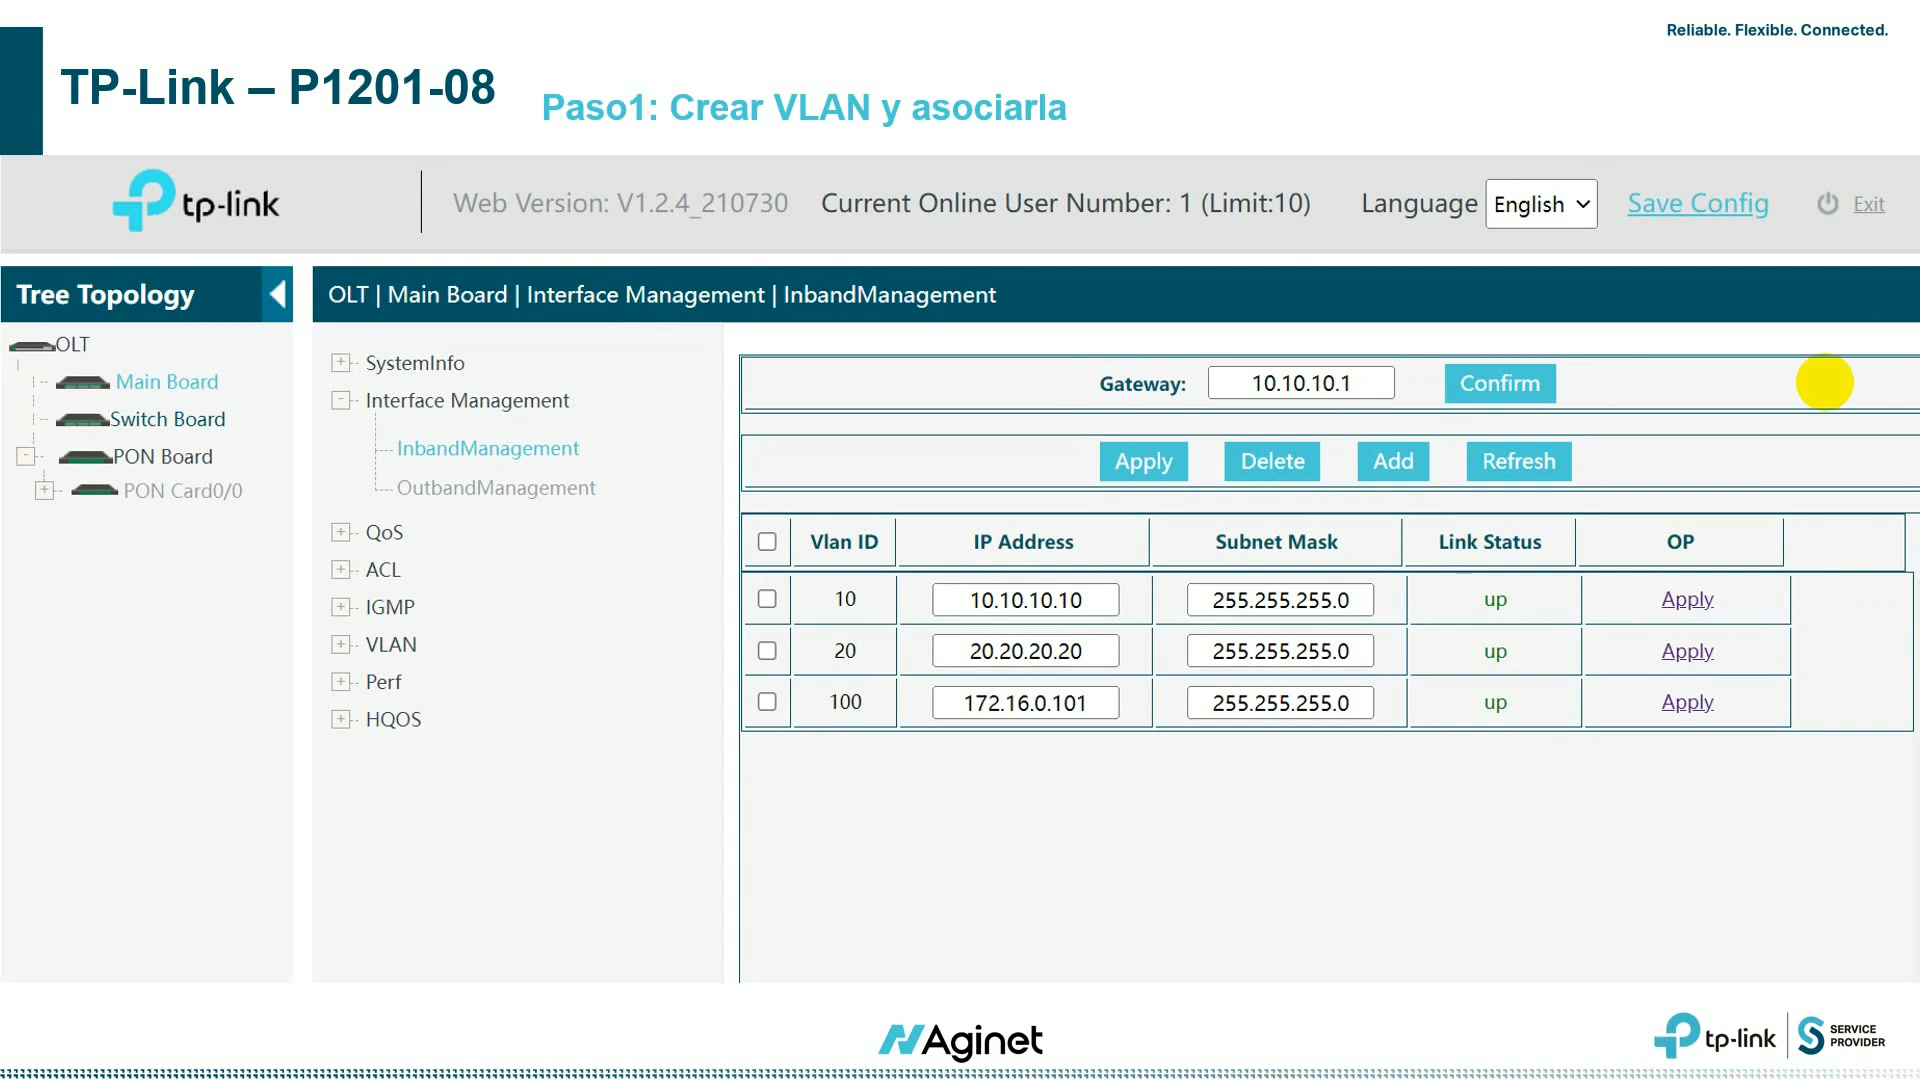 Reliable. Flexible. Connected.
TP-Link – P1201-08
Paso1: Crear VLAN y asociarla
tp-link
Web Version: V1.2.4_210730
Current Online User Number: 1 (Limit:10)
Language English
Save Config
Exit
Tree Topology
OLT
Main Board
Switch Board
PON Board
PON Card0/0
OLT | Main Board | Interface Management | InbandManagement
SystemInfo
Interface Management
InbandManagement
OutbandManagement
QoS
ACL
IGMP
VLAN
Perf
HQOS
Gateway: 10.10.10.1 Confirm
Apply Delete Add Refresh
Vlan ID IP Address Subnet Mask Link Status OP
10 10.10.10.10 255.255.255.0 up Apply
20 20.20.20.20 255.255.255.0 up Apply
100 172.16.0.101 255.255.255.0 up Apply
Aginet
tp-link
SERVICE
PROVIDER